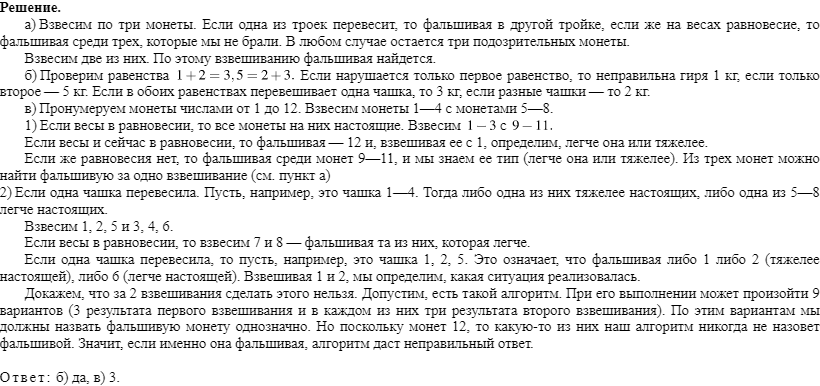 Решение.
а) Взвесим по три монеты. Если одна из троек перевесит, то фальшивая в другой тройке, если же на весах равновесие, то
фальшивая среди трех, которые мы не брали. В любом случае остается три подозрительных монеты.
Взвесим две из них. По этому взвешиванию фальшивая найдется.
б) Проверим равенства 1 + 2 = 3, 5 = 2 + 3. Если нарушается только первое равенство, то неправильна гиря 1 кг, если только
второе — 5 кг. Если в обоих равенствах перевешивает одна чашка, то 3 кг, если разные чашки — то 2 кг.
в) Пронумеруем монеты числами от 1 до 12. Взвесим монеты 1—4 с монетами 5—8.
1) Если весы в равновесии, то все монеты на них настоящие. Взвесим 1 – 3 с 9 – 11.
Если весы и сейчас в равновесии, то фальшивая — 12 и, взвешивая ее с 1, определим, легче она или тяжелее.
Если же равновесия нет, то фальшивая среди монет 9—11, и мы знаем ее тип (легче она или тяжелее). Из трех монет можно
найти фальшивую за одно взвешивание (см. пункт а)
2) Если одна чашка перевесила. Пусть, например, это чашка 1—4. Тогда либо одна из них тяжелее настоящих, либо одна из 5—8
легче настоящих.
Взвесим 1, 2, 5 и 3, 4, 6.
Если весы в равновесии, то взвесим 7 и 8 — фальшивая та из них, которая легче.
Если одна чашка перевесила, то пусть, например, это чашка 1, 2, 5. Это означает, что фальшивая либо 1 либо 2 (тяжелее
настоящей), либо 6 (легче настоящей). Взвешивая 1 и 2, мы определим, какая ситуация реализовалась.
Докажем, что за 2 взвешивания сделать этого нельзя. Допустим, есть такой алгоритм. При его выполнении может произойти 9
вариантов (3 результата первого взвешивания и в каждом из них три результата второго взвешивания). По этим вариантам мы
должны назвать фальшивую монету однозначно. Но поскольку монет 12, то какую-то из них наш алгоритм никогда не назовет
фальшивой. Значит, если именно она фальшивая, алгоритм даст неправильный ответ.
Ответ: б) да, в) 3.